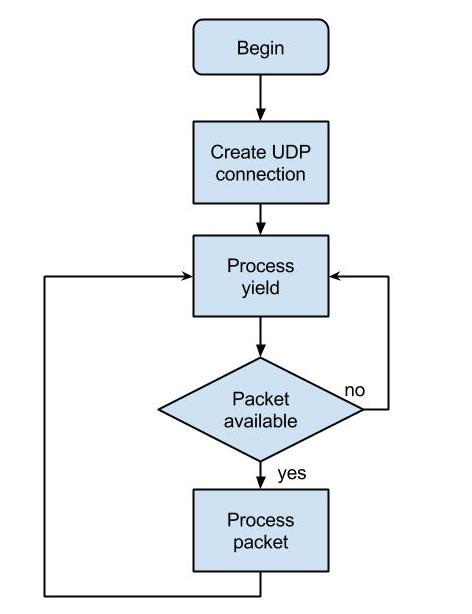 Begin
Create UDP
connection
Process
yield
Packet
available
no
yes
Process
packet